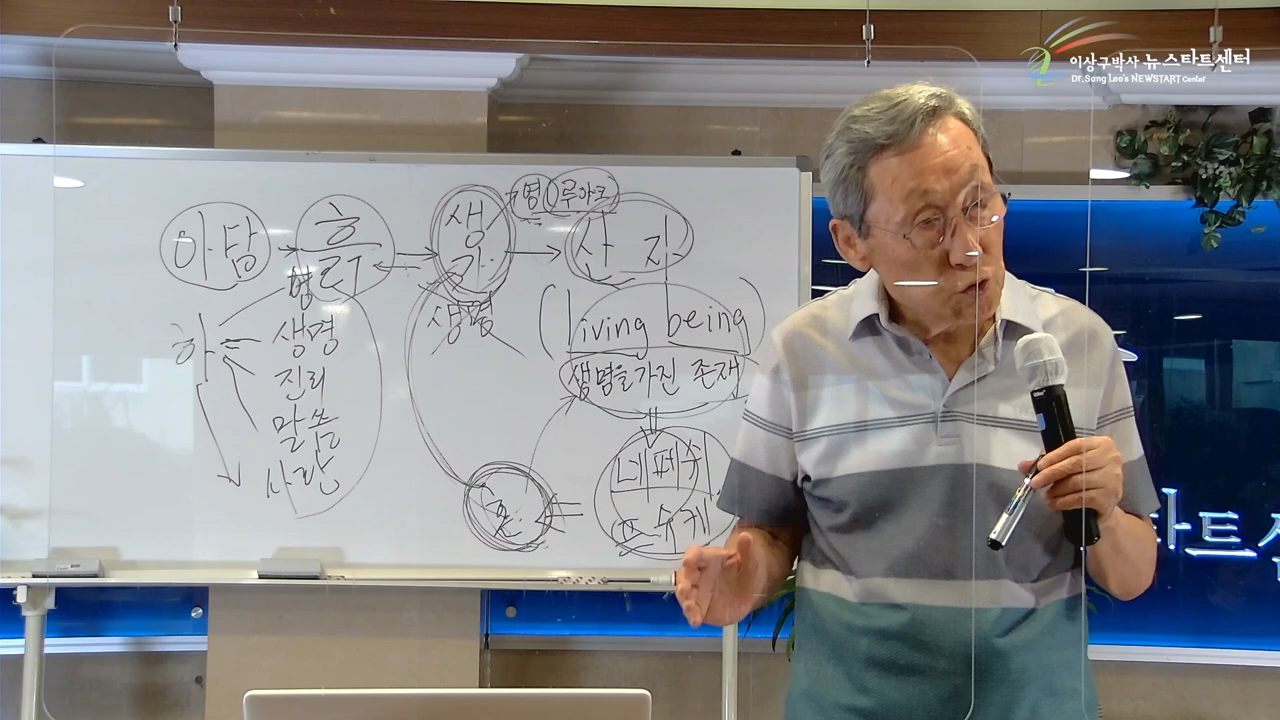 이상구박사 뉴스타트센터
Dr. Sang Lee's NEWSTART Center
아담 흙 생기 산 자
루아크
법
하 생명
진리
말씀
사랑
생명
(living being)
생명을 가진 존재
네페쉬
프슈케
혼